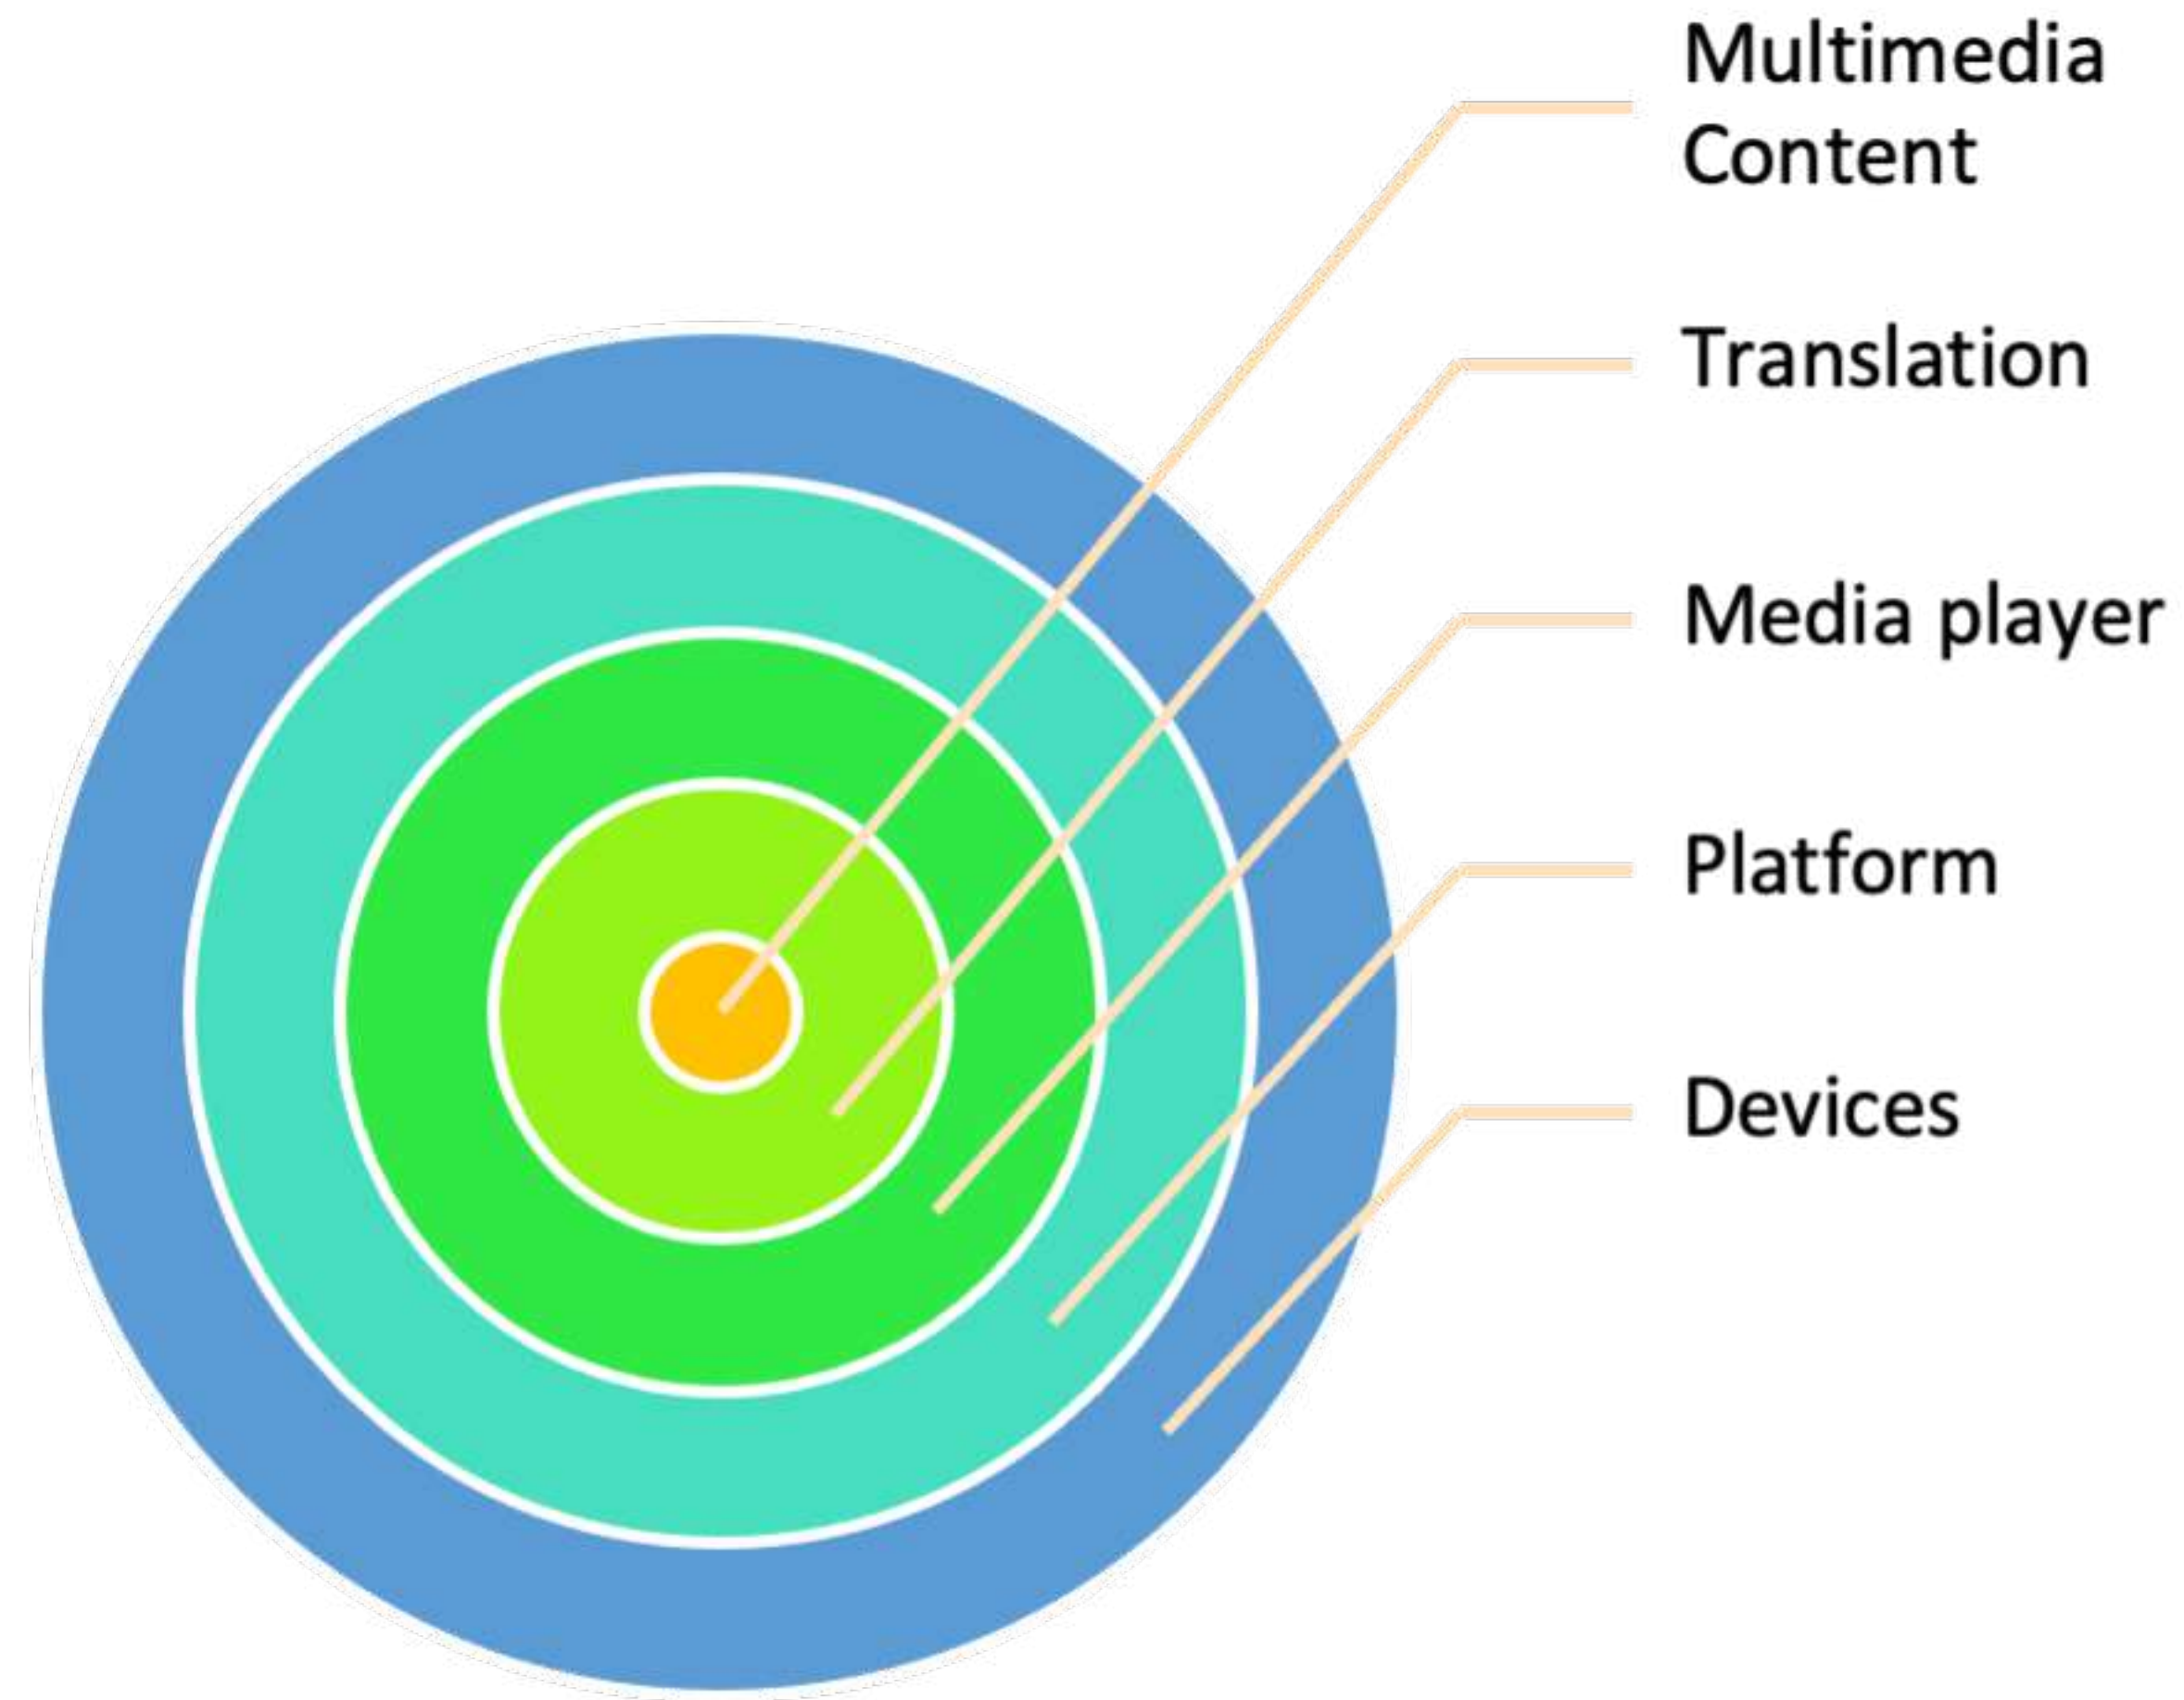 Multimedia
Content
Translation
Media player
Platform
Devices